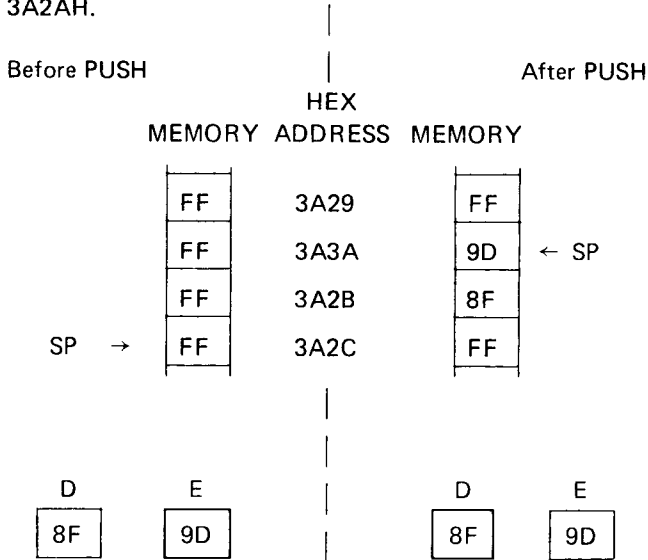 3A2AH.
Before PUSH After PUSH
HEX
MEMORY ADDRESS MEMORY
FF 3A29 FF
FF 3A3A 9D ← SP
FF 3A2B 8F
SP → FF 3A2C FF
D E D E
8F 9D 8F 9D